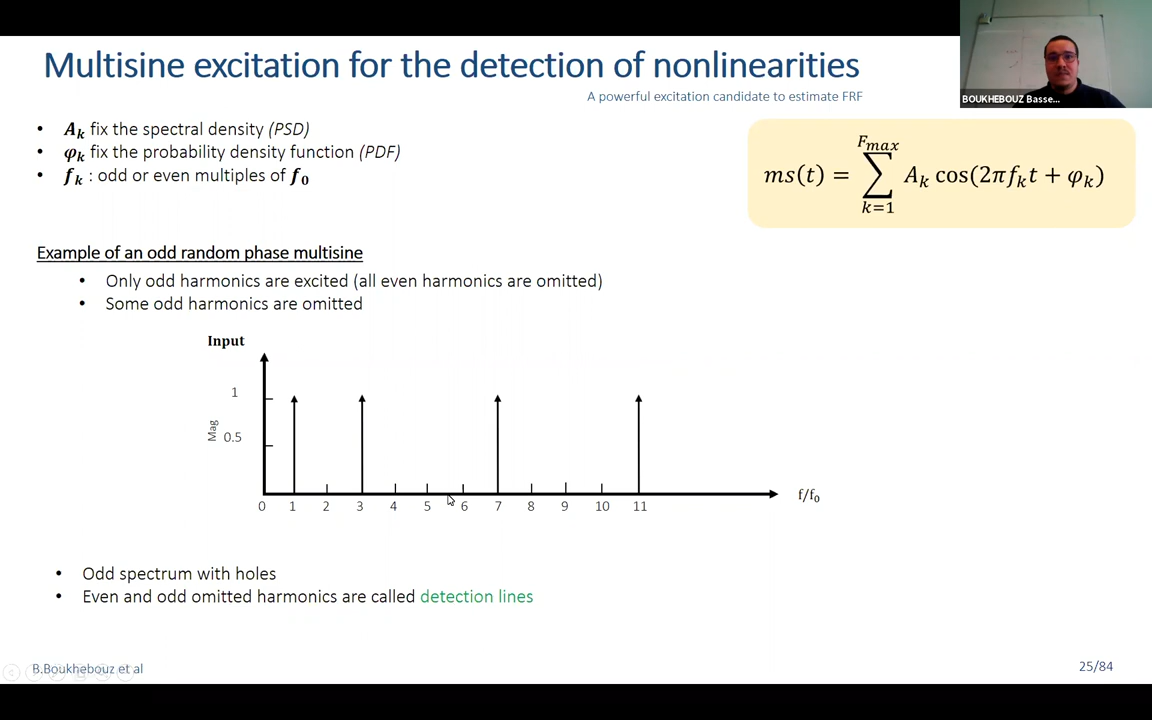 Multisine excitation for the detection of nonlinearities
A powerful excitation candidate to estimate FRF
BOUKHEBOUZ Basse...
• A_k fix the spectral density (PSD)
• φ_k fix the probability density function (PDF)
• f_k : odd or even multiples of f_0
ms(t) = ∑_{k=1}^{F_max} A_k cos(2πf_k t + φ_k)
Example of an odd random phase multisine
• Only odd harmonics are excited (all even harmonics are omitted)
• Some odd harmonics are omitted
Input
1
0.5
Mag
0 1 2 3 4 5 6 7 8 9 10 11
f/f₀
• Odd spectrum with holes
• Even and odd omitted harmonics are called detection lines
B.Boukhebouz et al
25/84